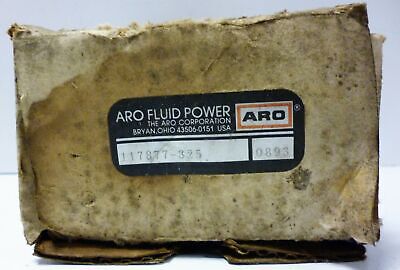 ARO FLUID POWER
THE ARO CORPORATION
BRYAN, OHIO 43506-0151 USA
ARO®
117877-325
0893